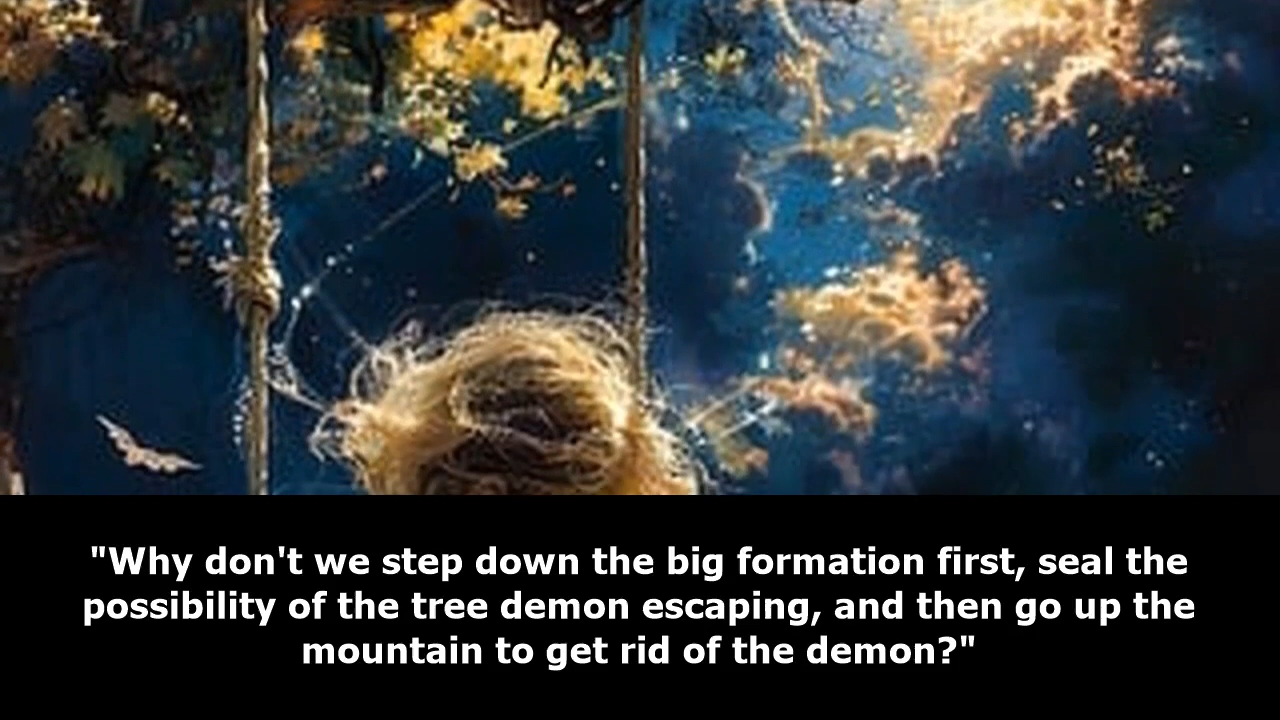 "Why don't we step down the big formation first, seal the
possibility of the tree demon escaping, and then go up the
mountain to get rid of the demon?"